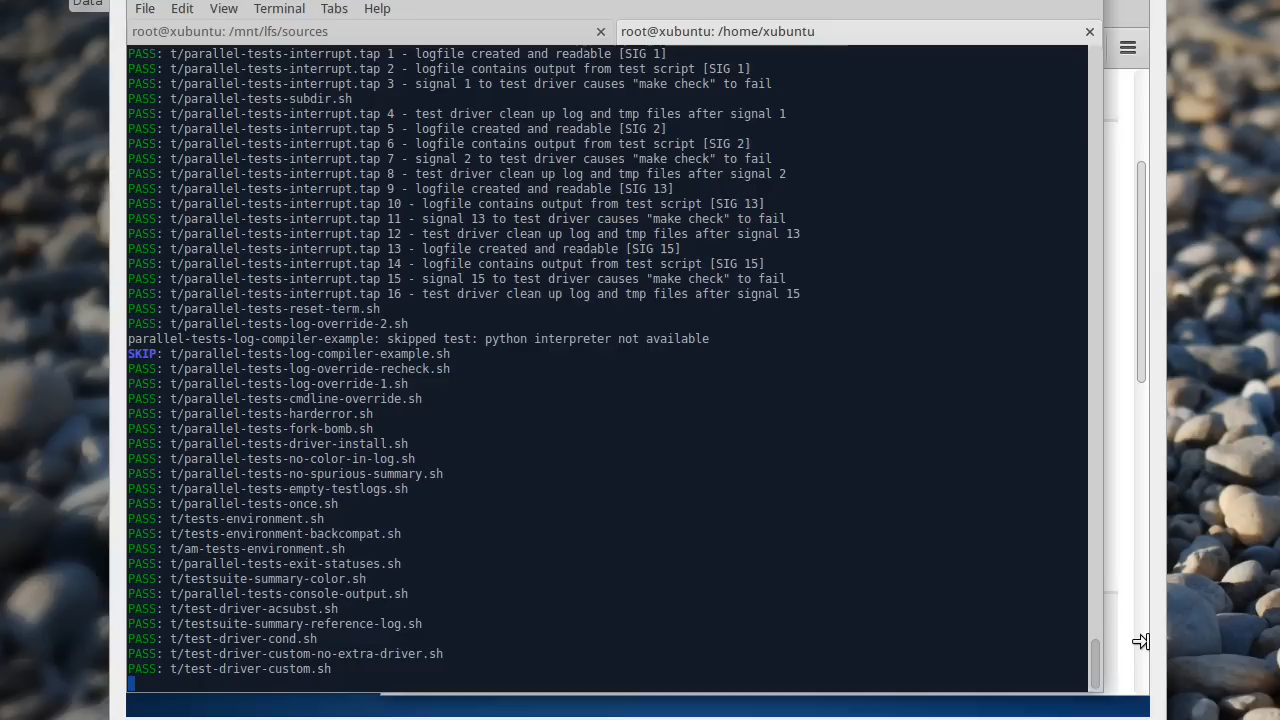 Data
File Edit View Terminal Tabs Help
root@xubuntu: /mnt/lfs/sources
root@xubuntu: /home/xubuntu
PASS: t/parallel-tests-interrupt.tap 1 - logfile created and readable [SIG 1]
PASS: t/parallel-tests-interrupt.tap 2 - logfile contains output from test script [SIG 1]
PASS: t/parallel-tests-interrupt.tap 3 - signal 1 to test driver causes "make check" to fail
PASS: t/parallel-tests-subdir.sh
PASS: t/parallel-tests-interrupt.tap 4 - test driver clean up log and tmp files after signal 1
PASS: t/parallel-tests-interrupt.tap 5 - logfile created and readable [SIG 2]
PASS: t/parallel-tests-interrupt.tap 6 - logfile contains output from test script [SIG 2]
PASS: t/parallel-tests-interrupt.tap 7 - signal 2 to test driver causes "make check" to fail
PASS: t/parallel-tests-interrupt.tap 8 - test driver clean up log and tmp files after signal 2
PASS: t/parallel-tests-interrupt.tap 9 - logfile created and readable [SIG 13]
PASS: t/parallel-tests-interrupt.tap 10 - logfile contains output from test script [SIG 13]
PASS: t/parallel-tests-interrupt.tap 11 - signal 13 to test driver causes "make check" to fail
PASS: t/parallel-tests-interrupt.tap 12 - test driver clean up log and tmp files after signal 13
PASS: t/parallel-tests-interrupt.tap 13 - logfile created and readable [SIG 15]
PASS: t/parallel-tests-interrupt.tap 14 - logfile contains output from test script [SIG 15]
PASS: t/parallel-tests-interrupt.tap 15 - signal 15 to test driver causes "make check" to fail
PASS: t/parallel-tests-interrupt.tap 16 - test driver clean up log and tmp files after signal 15
PASS: t/parallel-tests-reset-term.sh
PASS: t/parallel-tests-log-override-2.sh
parallel-tests-log-compiler-example: skipped test: python interpreter not available
SKIP: t/parallel-tests-log-compiler-example.sh
PASS: t/parallel-tests-log-override-recheck.sh
PASS: t/parallel-tests-log-override-1.sh
PASS: t/parallel-tests-cmdline-override.sh
PASS: t/parallel-tests-harderror.sh
PASS: t/parallel-tests-fork-bomb.sh
PASS: t/parallel-tests-driver-install.sh
PASS: t/parallel-tests-no-color-in-log.sh
PASS: t/parallel-tests-no-spurious-summary.sh
PASS: t/parallel-tests-empty-testlogs.sh
PASS: t/parallel-tests-once.sh
PASS: t/tests-environment.sh
PASS: t/tests-environment-backcompat.sh
PASS: t/am-tests-environment.sh
PASS: t/parallel-tests-exit-statuses.sh
PASS: t/testsuite-summary-color.sh
PASS: t/parallel-tests-console-output.sh
PASS: t/test-driver-acsubst.sh
PASS: t/testsuite-summary-reference-log.sh
PASS: t/test-driver-cond.sh
PASS: t/test-driver-custom-no-extra-driver.sh
PASS: t/test-driver-custom.sh